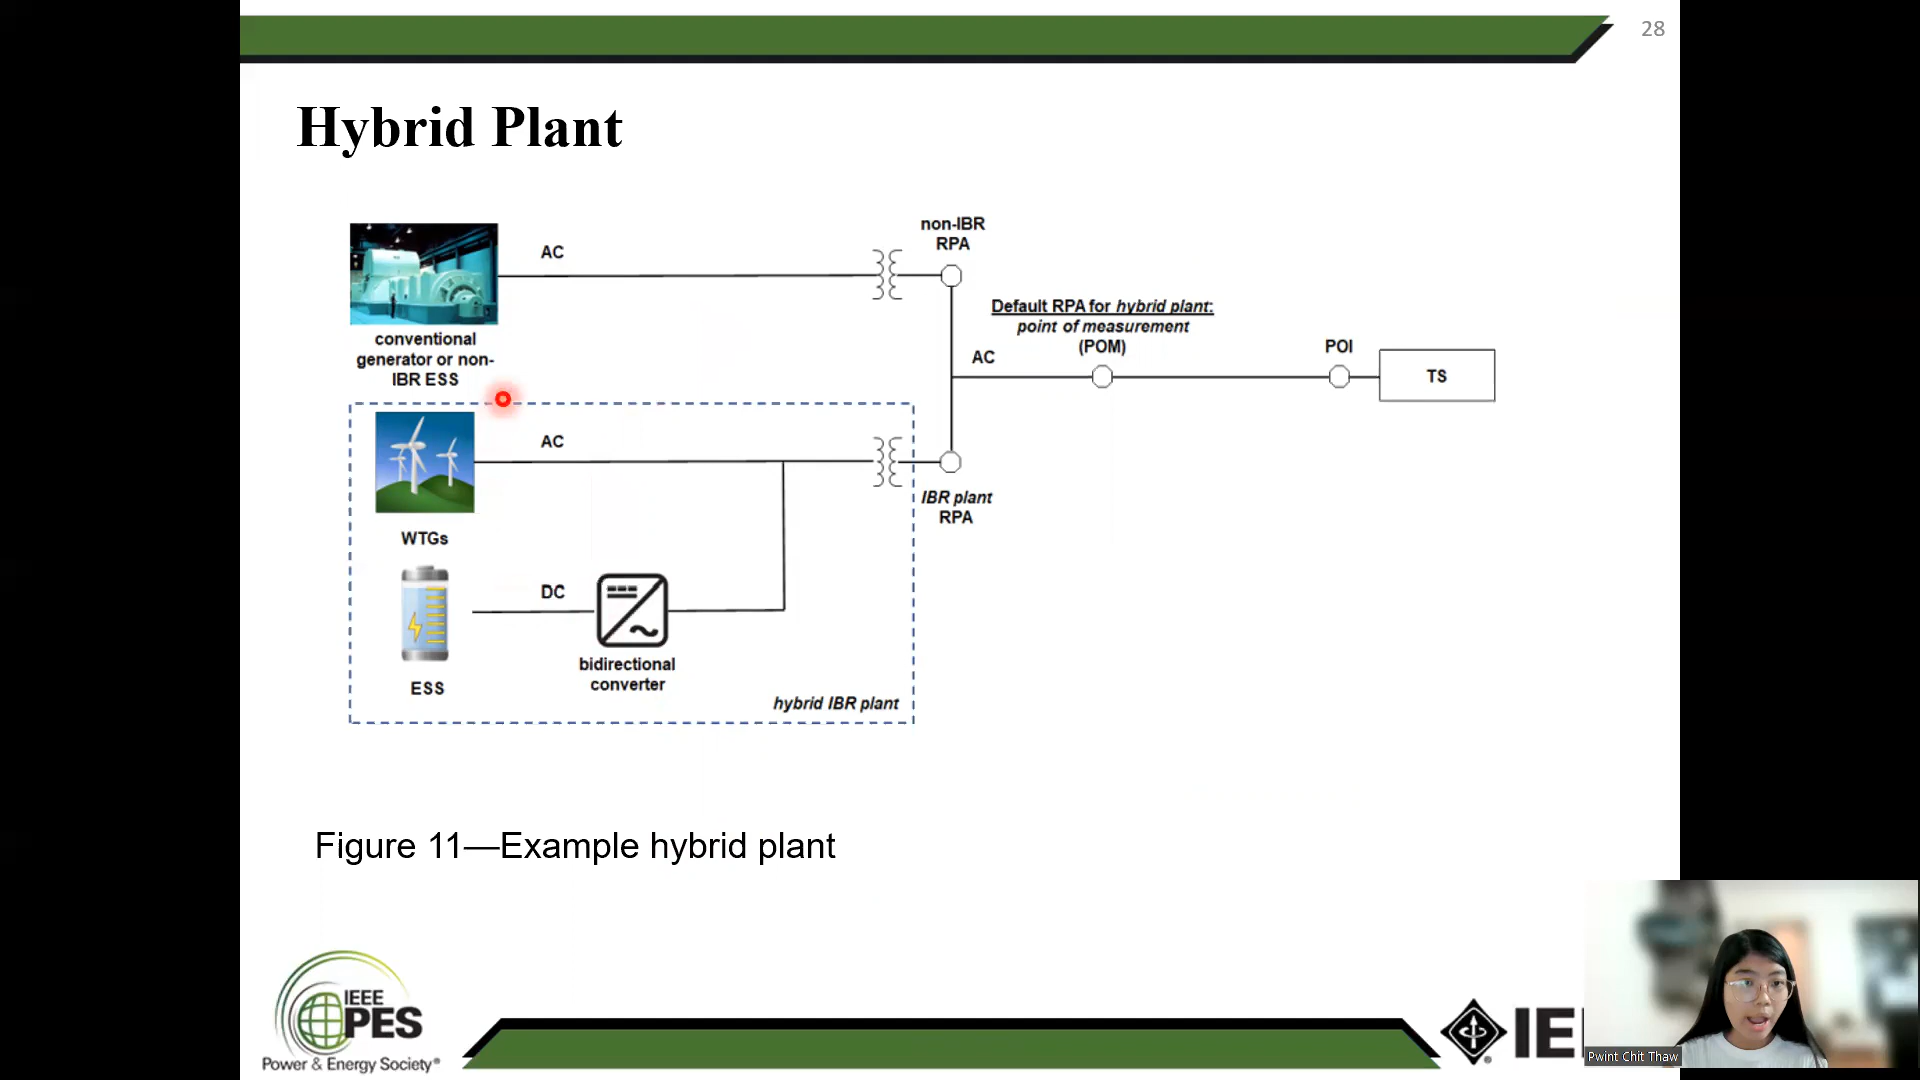 28
Hybrid Plant
non-IBR
RPA
AC
conventional
generator or non-
IBR ESS
Default RPA for hybrid plant:
point of measurement
(POM)
AC
POI
TS
AC
WTGs
IBR plant
RPA
DC
bidirectional
converter
ESS
hybrid IBR plant
Figure 11—Example hybrid plant
IEEE
PES
Power & Energy Society®
IE
Pwint Chit Thaw